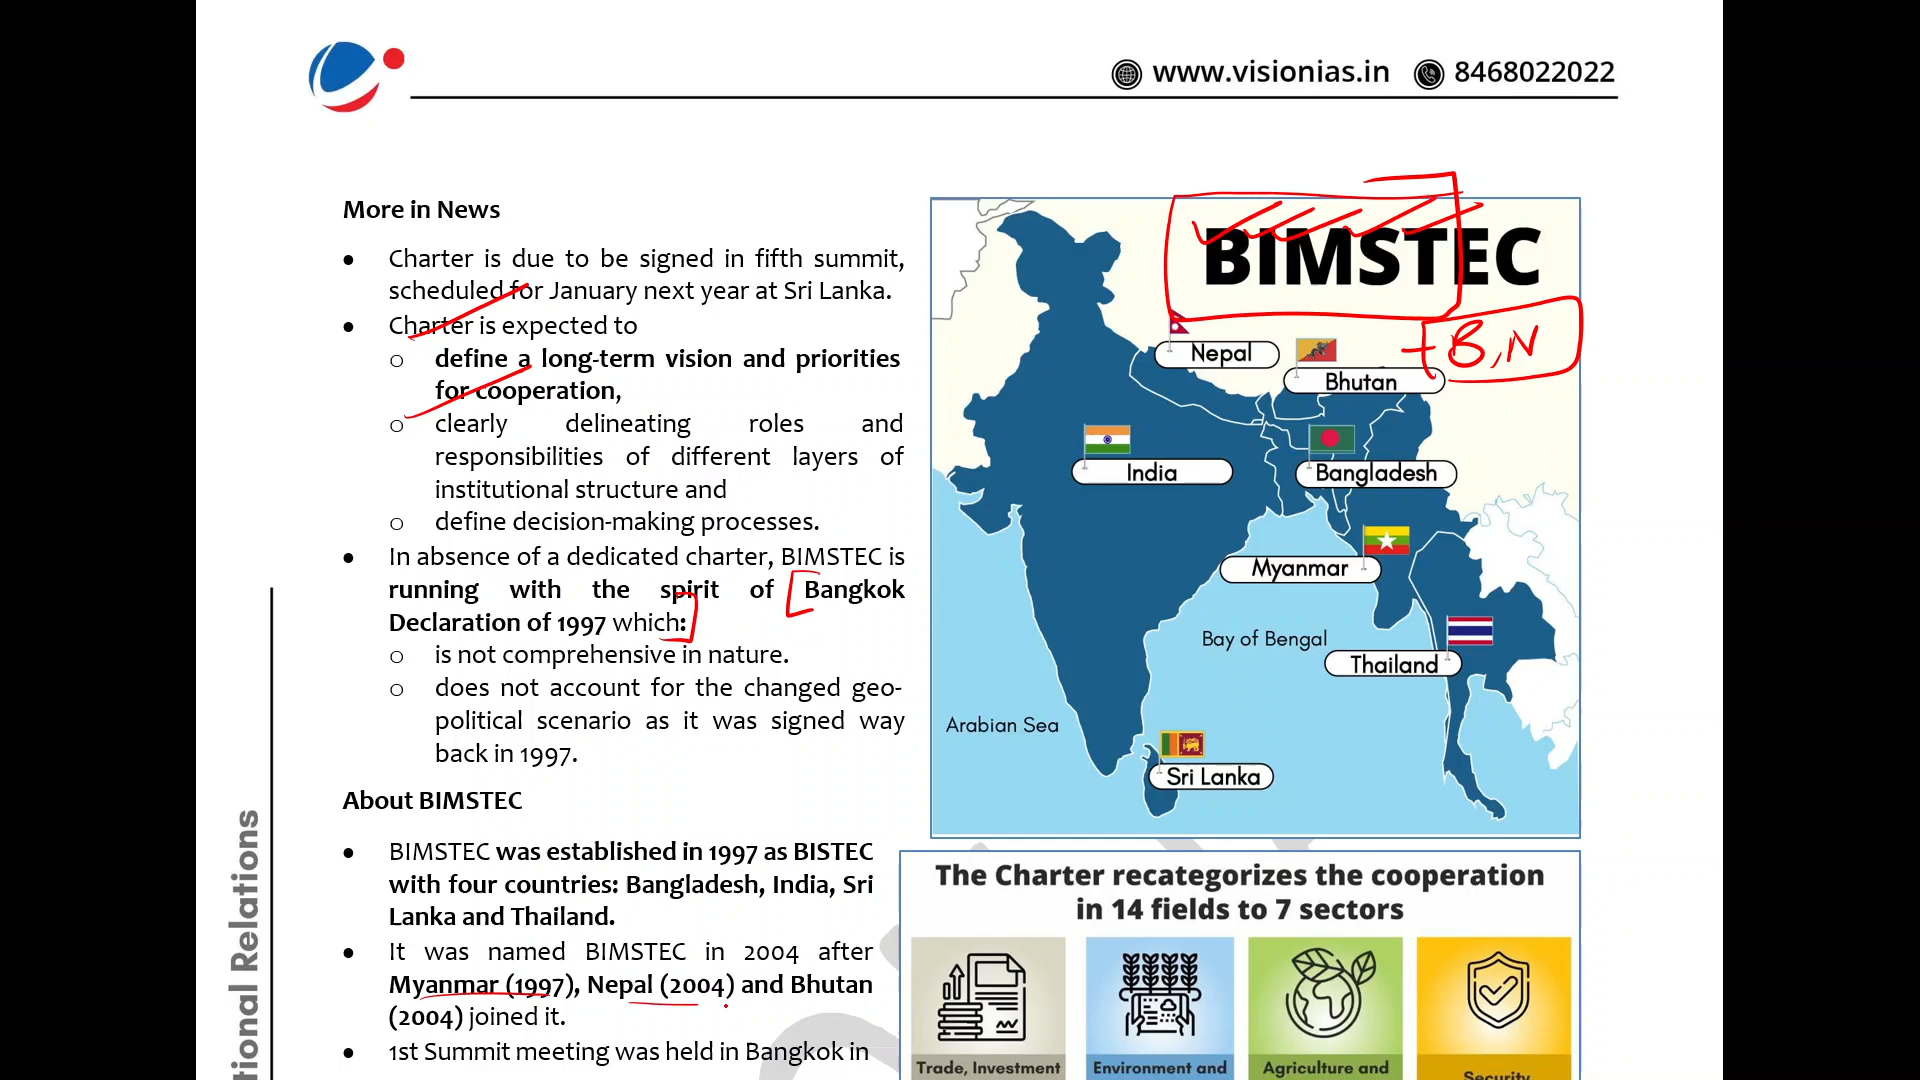 www.visionias.in 8468022022
More in News
• Charter is due to be signed in fifth summit,
scheduled for January next year at Sri Lanka.
• Charter is expected to
o define a long-term vision and priorities
for cooperation,
o clearly delineating roles and
responsibilities of different layers of
institutional structure and
o define decision-making processes.
• In absence of a dedicated charter, BIMSTEC is
running with the spirit of Bangkok
Declaration of 1997 which:
o is not comprehensive in nature.
o does not account for the changed geo-
political scenario as it was signed way
back in 1997.
About BIMSTEC
• BIMSTEC was established in 1997 as BISTEC
with four countries: Bangladesh, India, Sri
Lanka and Thailand.
• It was named BIMSTEC in 2004 after
Myanmar (1997), Nepal (2004) and Bhutan
(2004) joined it.
• 1st Summit meeting was held in Bangkok in
BIMSTEC
+ B, N
Nepal
Bhutan
India
Bangladesh
Myanmar
Bay of Bengal
Thailand
Arabian Sea
Sri Lanka
The Charter recategorizes the cooperation
in 14 fields to 7 sectors
Trade, Investment
Environment and
Agriculture and
Security
tional Relations